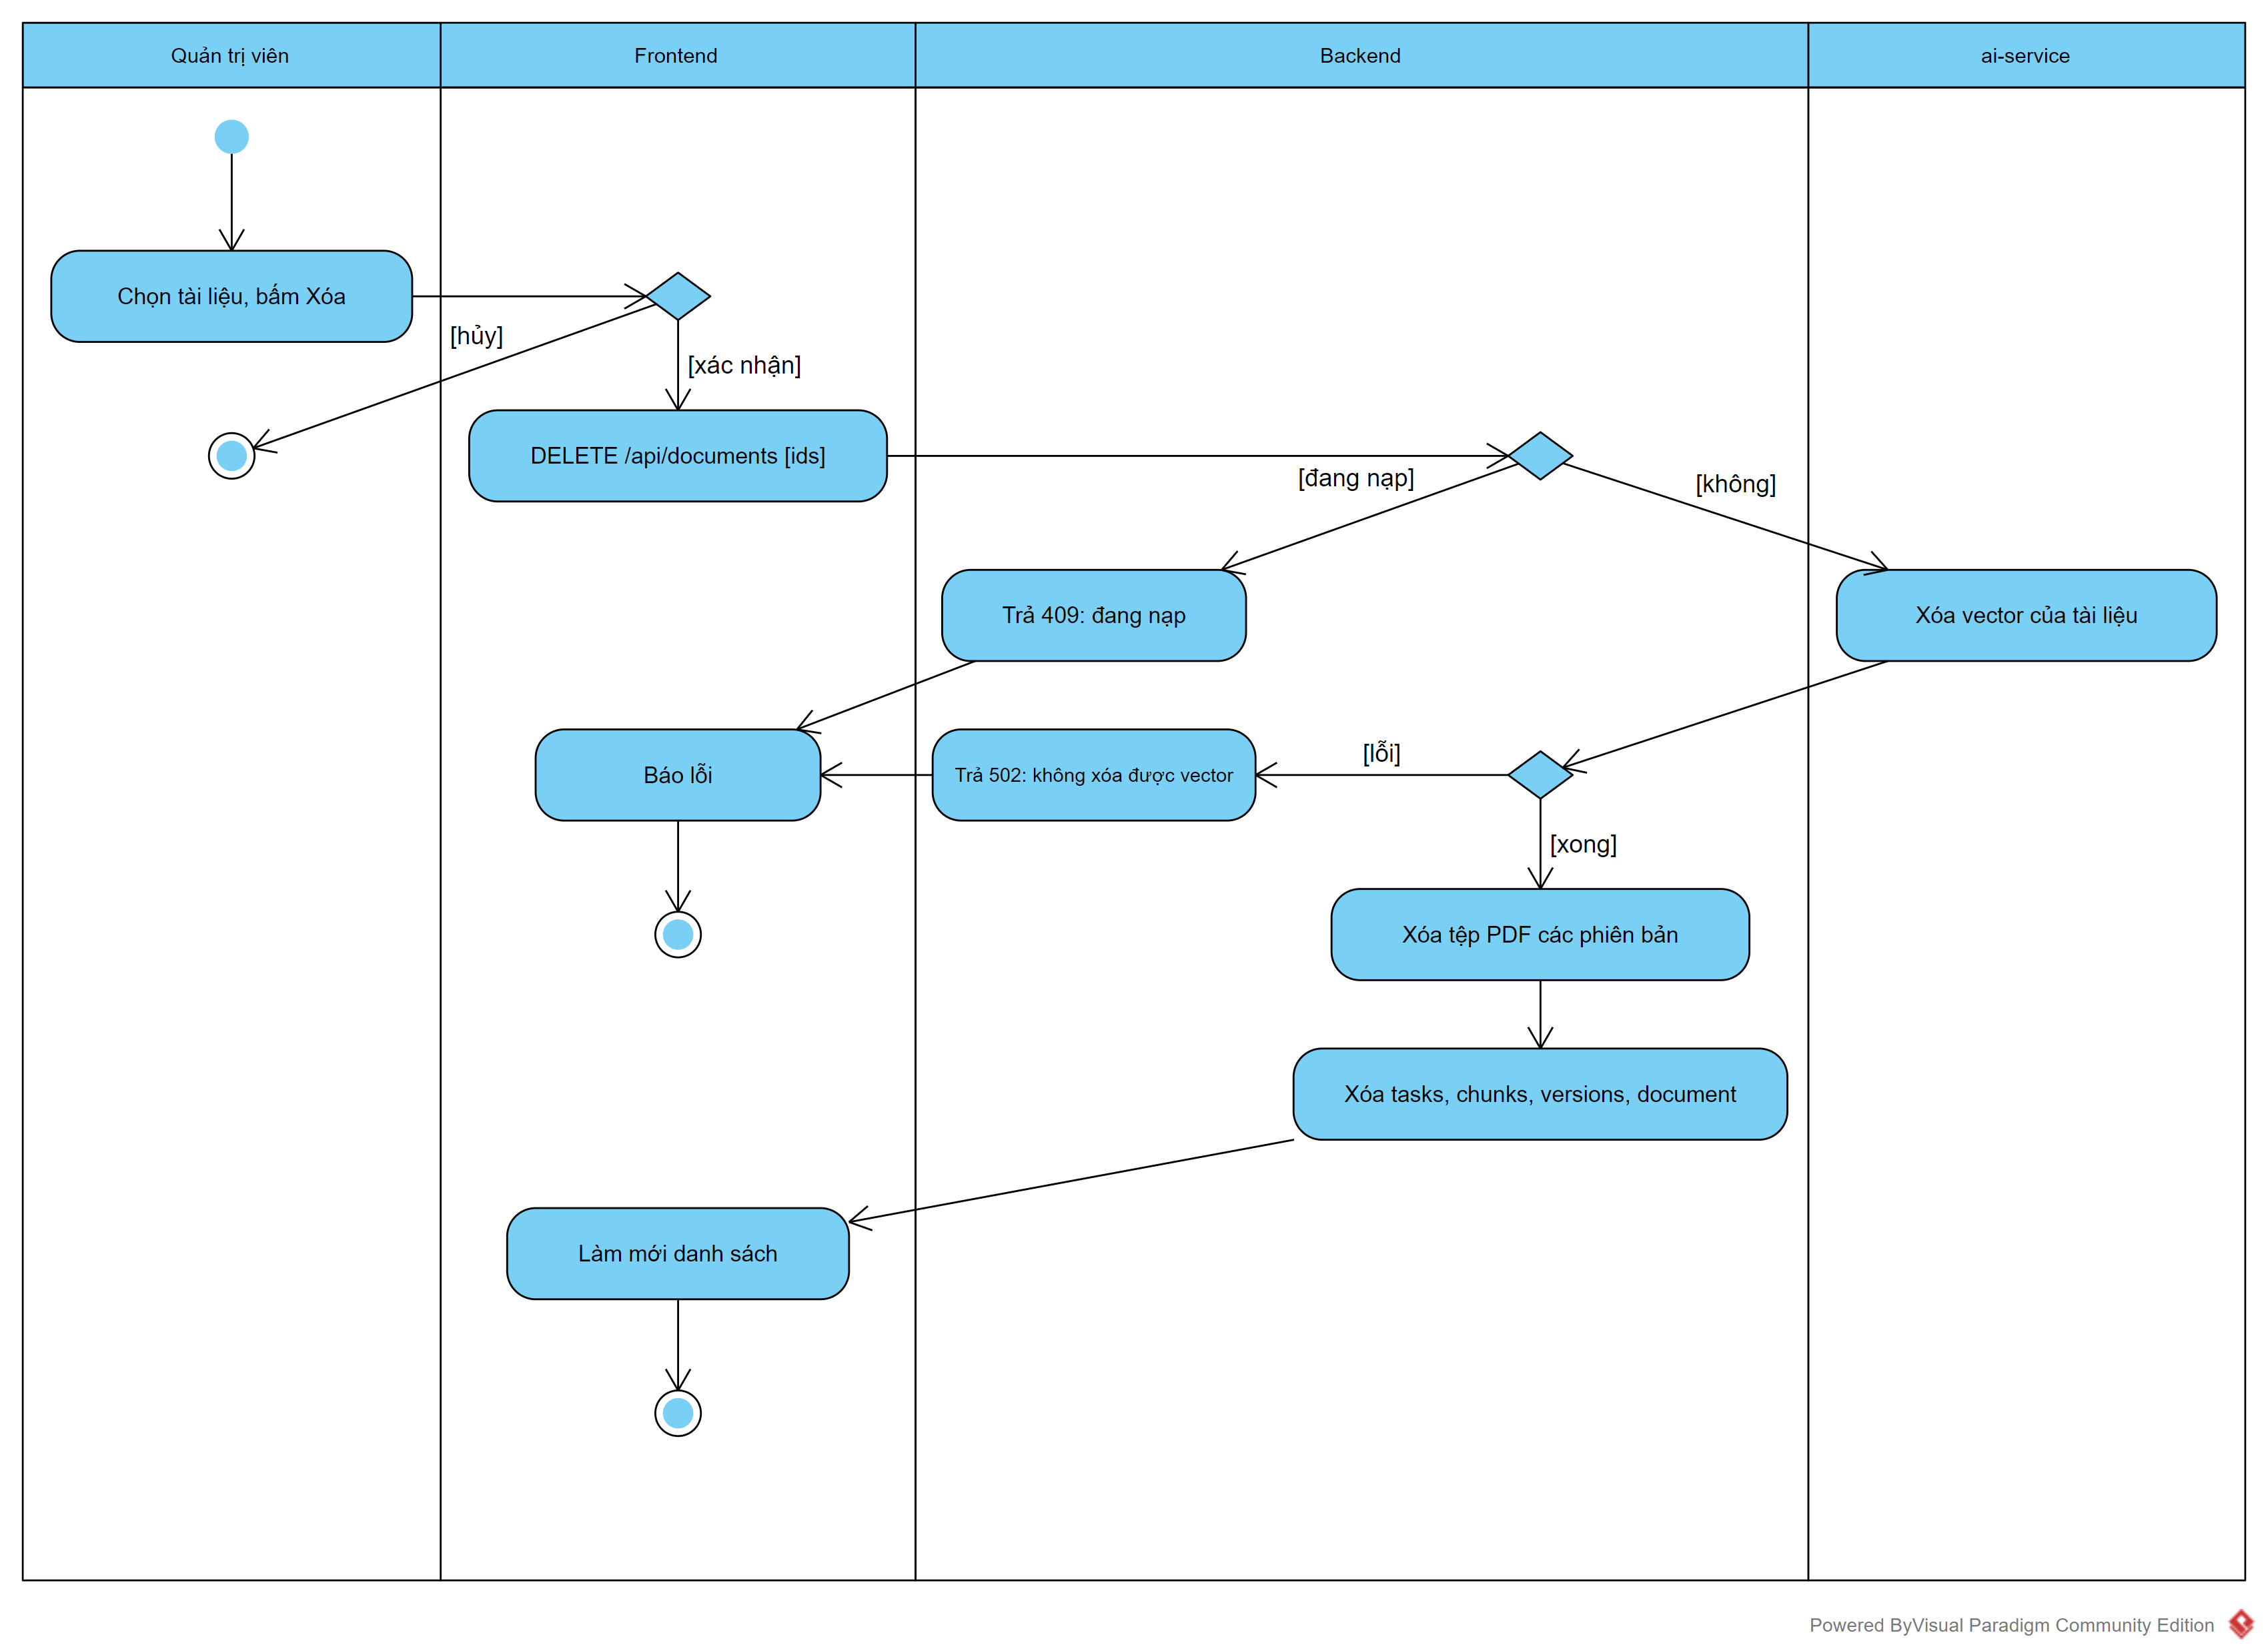 Quản trị viên
Frontend
Backend
ai-service
Chọn tài liệu, bấm Xóa
[hủy]
[xác nhận]
DELETE /api/documents [ids]
[đang nạp]
[không]
Trả 409: đang nạp
Xóa vector của tài liệu
Báo lỗi
Trả 502: không xóa được vector
[lỗi]
[xong]
Xóa tệp PDF các phiên bản
Xóa tasks, chunks, versions, document
Làm mới danh sách
Powered ByVisual Paradigm Community Edition